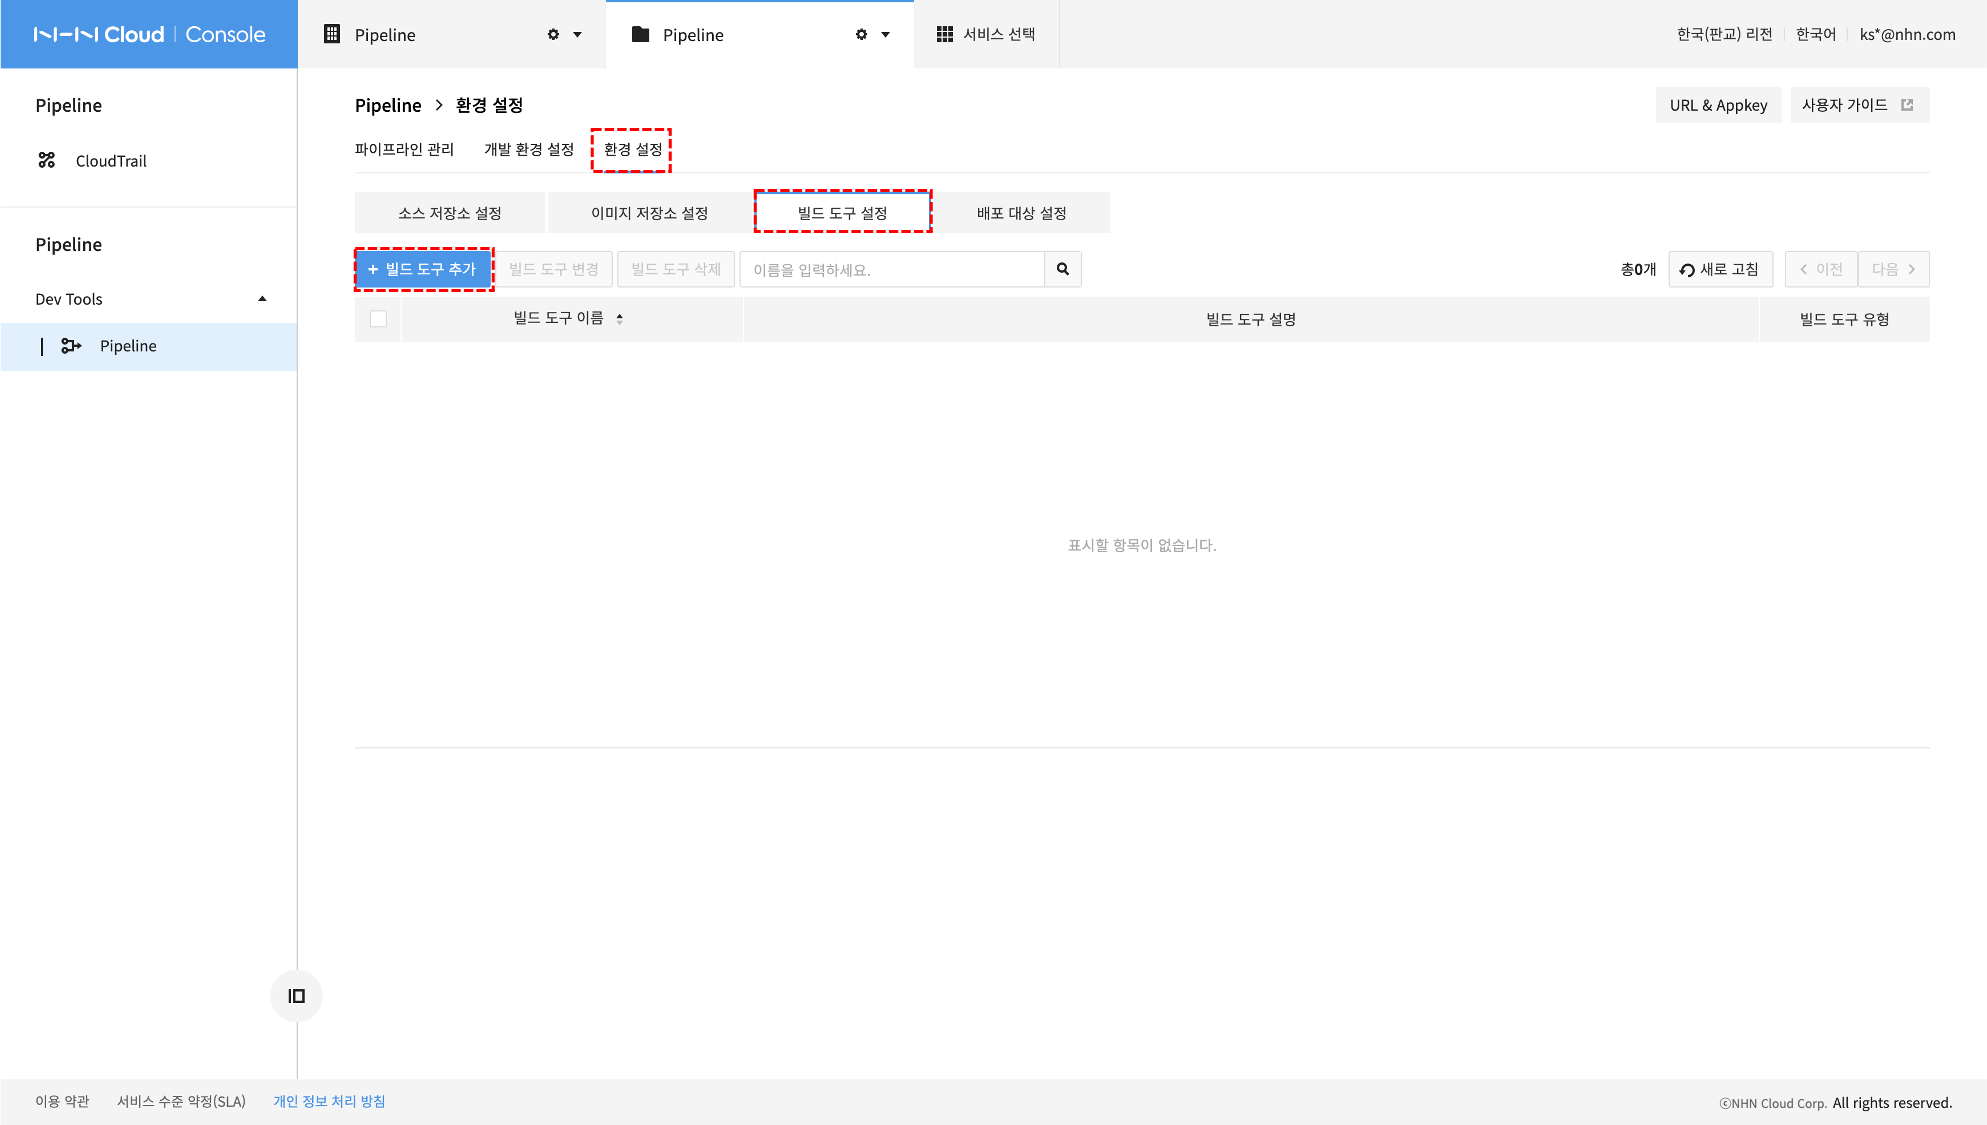 NHN Cloud | Console
Pipeline
Pipeline
서비스 선택
한국(판교) 리전
한국어
ks*@nhn.com
Pipeline
CloudTrail
Pipeline
Dev Tools
Pipeline
Pipeline > 환경 설정
URL & Appkey
사용자 가이드
파이프라인 관리
개발 환경 설정
환경 설정
소스 저장소 설정
이미지 저장소 설정
빌드 도구 설정
배포 대상 설정
+ 빌드 도구 추가
빌드 도구 변경
빌드 도구 삭제
이름을 입력하세요.
총0개
새로 고침
< 이전
다음 >
빌드 도구 이름
빌드 도구 설명
빌드 도구 유형
표시할 항목이 없습니다.
이용 약관
서비스 수준 약정(SLA)
개인 정보 처리 방침
ⓒNHN Cloud Corp. All rights reserved.